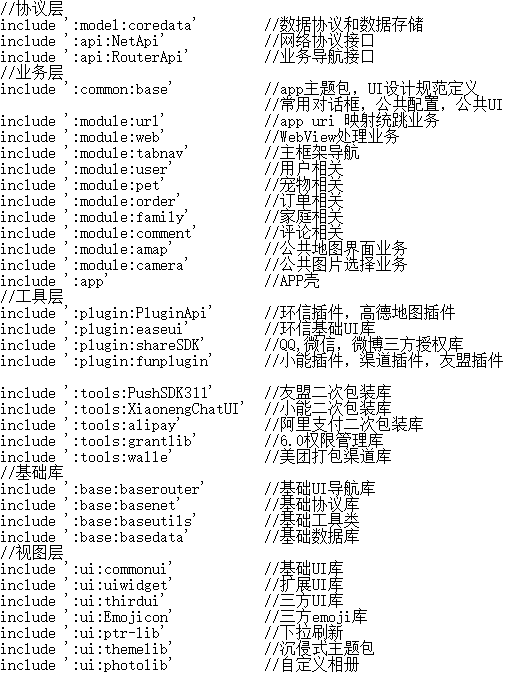 //协议层
include ':model:coredata'         //数据协议和数据存储
include ':api:NetApi'             //网络协议接口
include ':api:RouterApi'          //业务导航接口
//业务层
include ':common:base'            //app主题包，UI设计规范定义
                                  //常用对话框，公共配置，公共UI
include ':module:url'             //app uri 映射统跳业务
include ':module:web'             //WebView处理业务
include ':module:tabnav'          //主框架导航
include ':module:user'            //用户相关
include ':module:pet'             //宠物相关
include ':module:order'           //订单相关
include ':module:family'          //家庭相关
include ':module:comment'         //评论相关
include ':module:amap'            //公共地图界面业务
include ':module:camera'          //公共图片选择业务
include ':app'                    //APP壳
//工具层
include ':plugin:PluginApi'       //环信插件，高德地图插件
include ':plugin:easeui'          //环信基础UI库
include ':plugin:shareSDK'        //QQ,微信，微博三方授权库
include ':plugin:funplugin'       //小能插件，渠道插件，友盟插件

include ':tools:PushSDK311'       //友盟二次包装库
include ':tools:XiaonengChatUI'   //小能二次包装库
include ':tools:alipay'           //阿里支付二次包装库
include ':tools:grantlib'         //6.0权限管理库
include ':tools:walle'            //美团打包渠道库
//基础库
include ':base:baserouter'        //基础UI导航库
include ':base:basenet'           //基础协议库
include ':base:baseutils'         //基础工具类
include ':base:basedata'          //基础数据库
//视图层
include ':ui:commonui'            //基础UI库
include ':ui:uiwidget'            //扩展UI库
include ':ui:thirdui'             //三方UI库
include ':ui:Emojicon'            //三方emoji库
include ':ui:ptr-lib'             //下拉刷新
include ':ui:themelib'            //沉侵式主题包
include ':ui:photolib'            //自定义相册